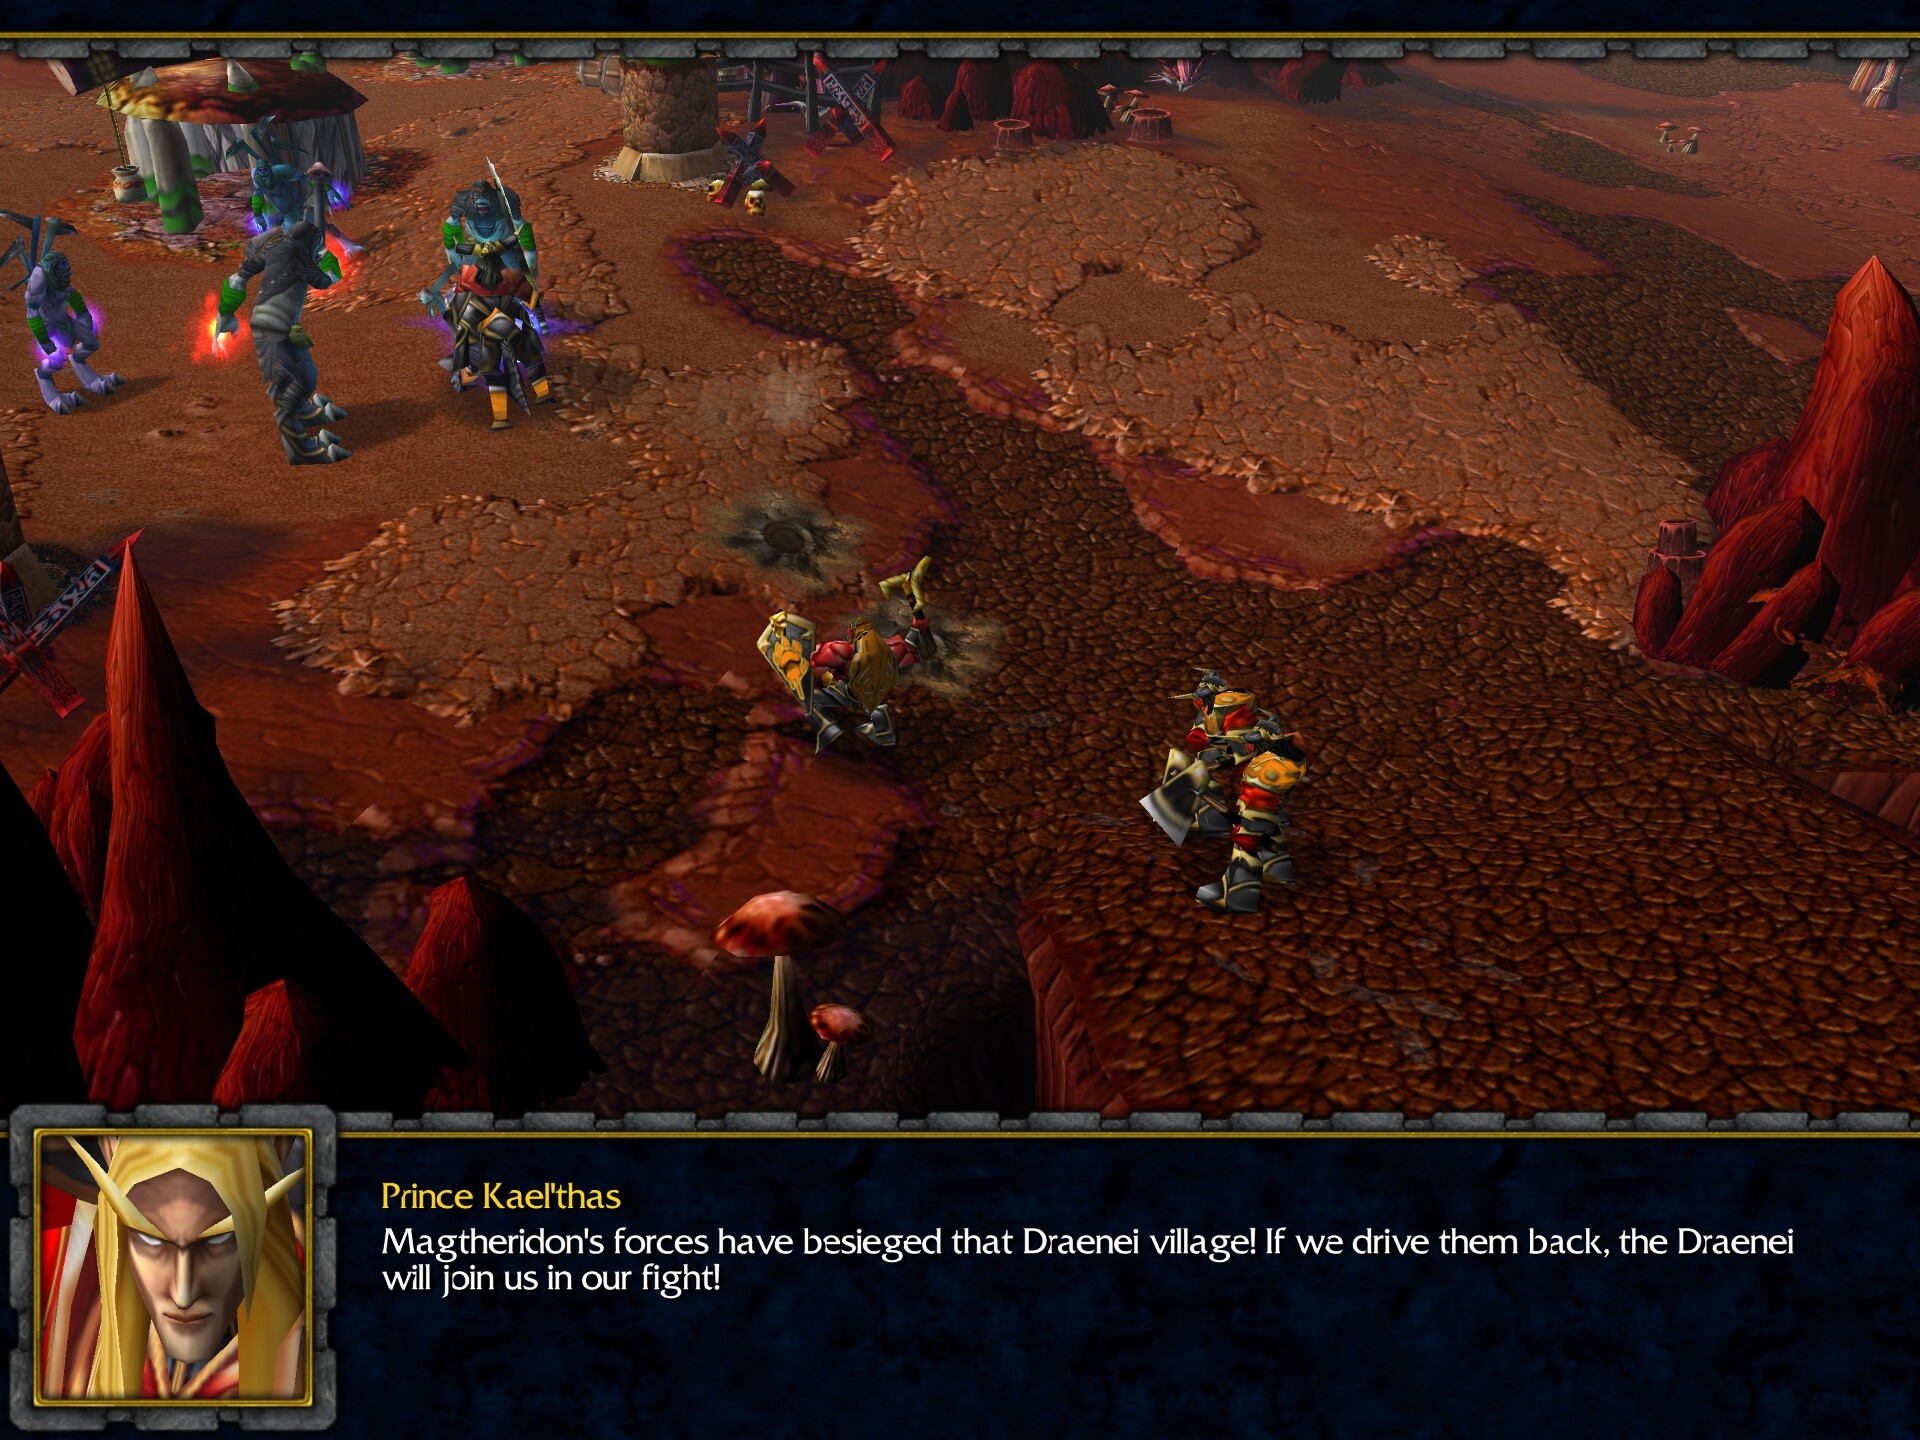 Prince Kael'thas
Magtheridon's forces have besieged that Draenei village! If we drive them back, the Draenei
will join us in our fight!